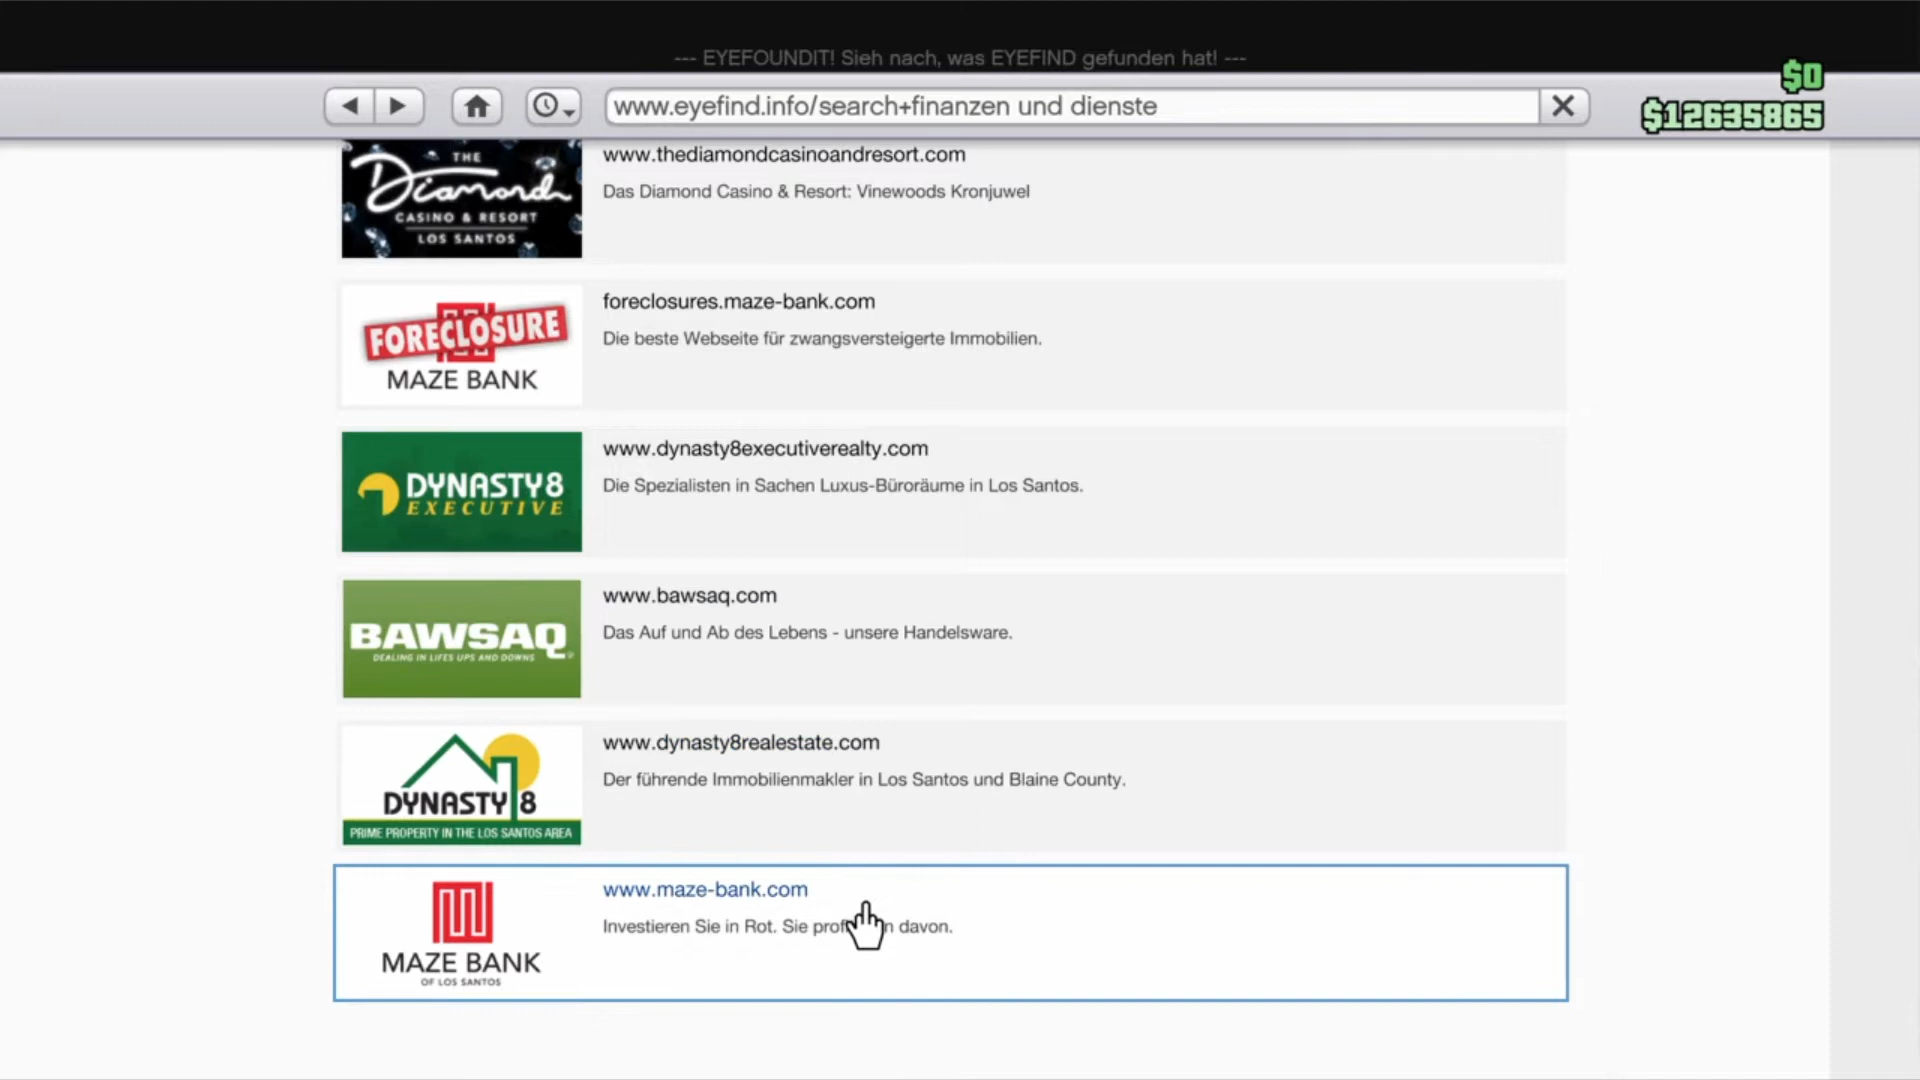 --- EYEFOUNDIT! Sieh nach, was EYEFIND gefunden hat! ---
$0
www.eyefind.info/search+finanzen und dienste
$12635865
THE
Diamond
CASINO & RESORT
LOS SANTOS
www.thediamondcasinoandresort.com
Das Diamond Casino & Resort: Vinewoods Kronjuwel
FORECLOSURE
MAZE BANK
foreclosures.maze-bank.com
Die beste Webseite für zwangsversteigerte Immobilien.
DYNASTY8
EXECUTIVE
www.dynasty8executiverealty.com
Die Spezialisten in Sachen Luxus-Büroräume in Los Santos.
BAWSAQ
DEALING IN LIFES UPS AND DOWNS
www.bawsaq.com
Das Auf und Ab des Lebens - unsere Handelsware.
DYNASTY 8
PRIME PROPERTY IN THE LOS SANTOS AREA
www.dynasty8realestate.com
Der führende Immobilienmakler in Los Santos und Blaine County.
MAZE BANK
OF LOS SANTOS
www.maze-bank.com
Investieren Sie in Rot. Sie davon.